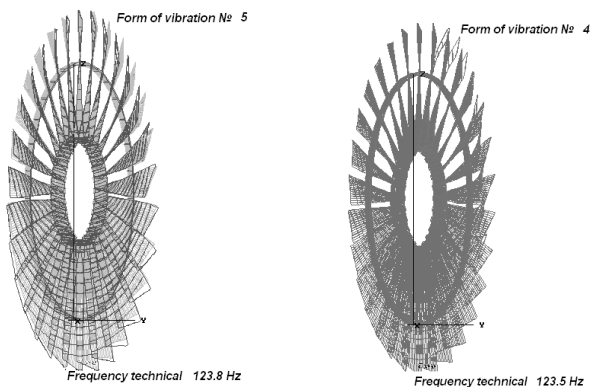 Form of vibration № 5
Z
Y
X
Frequency technical 123.8 Hz
Form of vibration № 4
Z
Y
X
Frequency technical 123.5 Hz